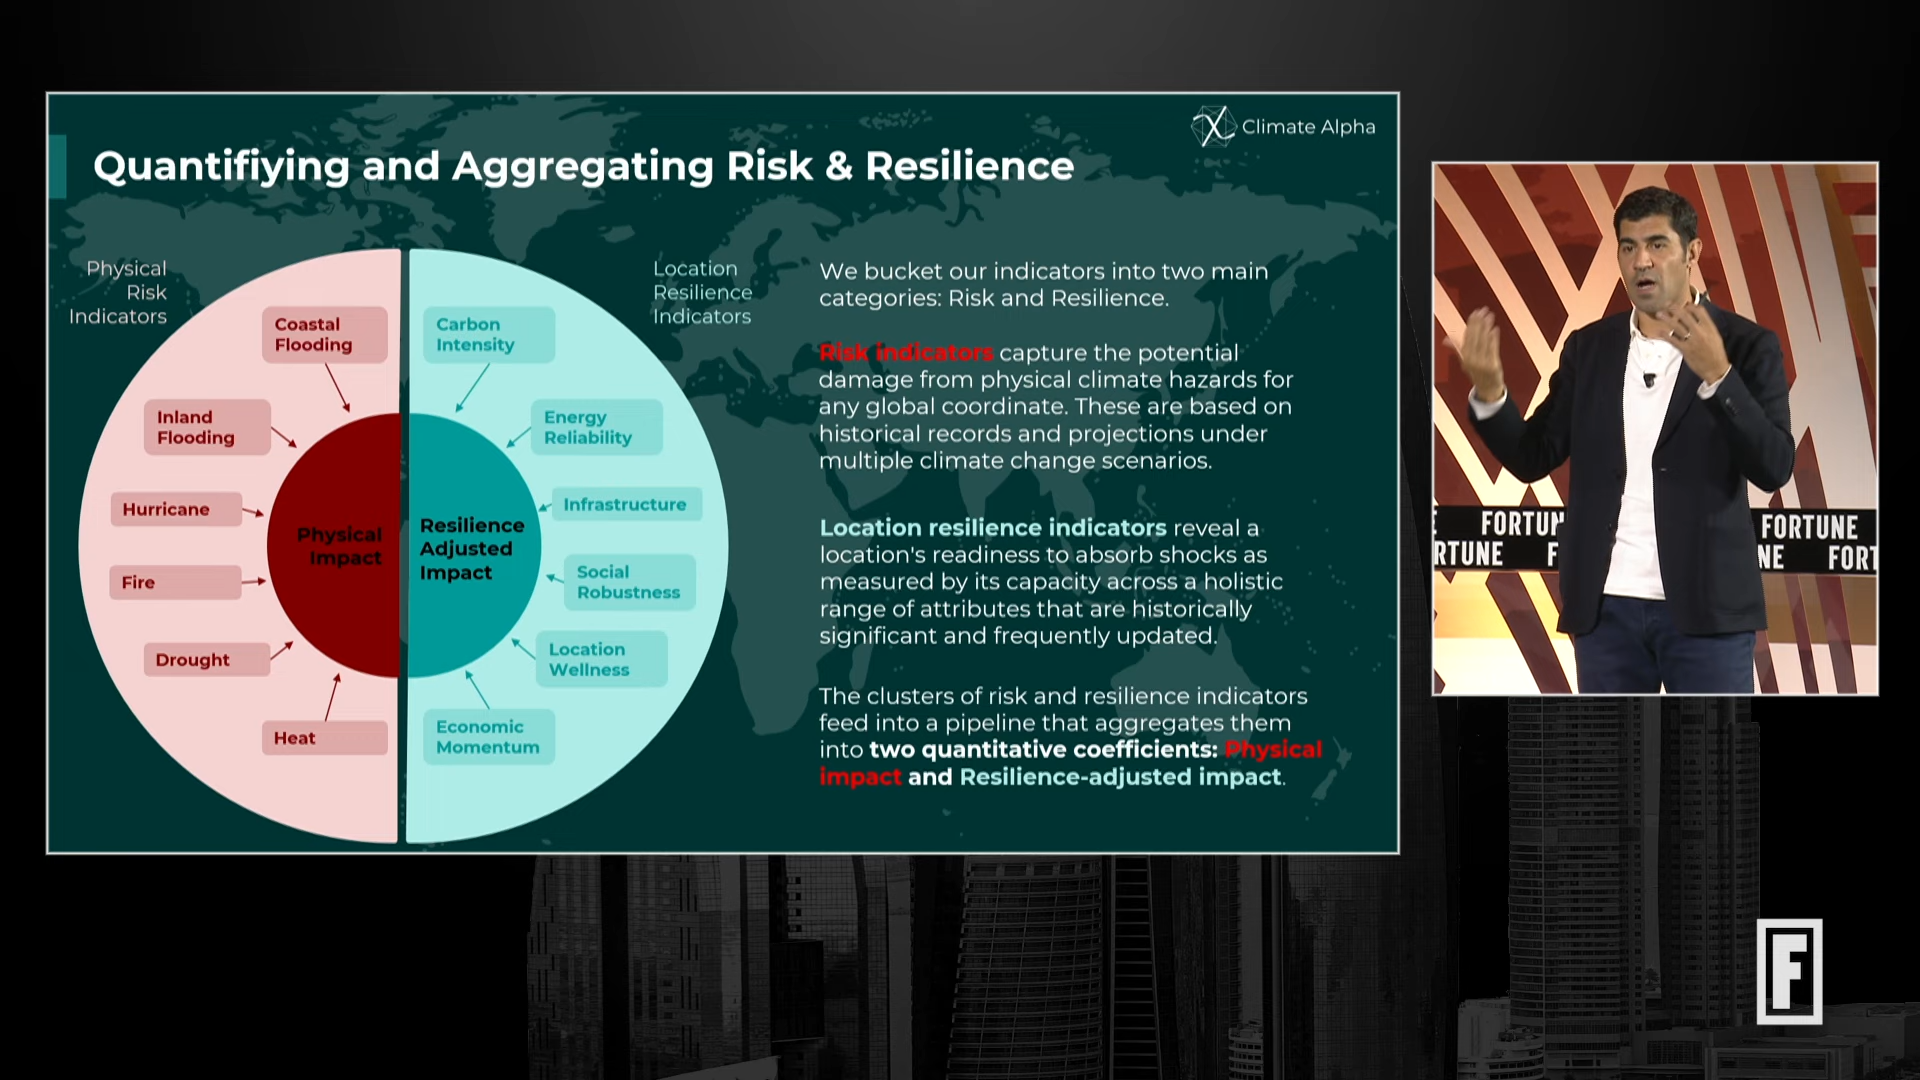 Climate Alpha
Quantifiying and Aggregating Risk & Resilience
Physical
Risk
Indicators
Coastal
Flooding
Inland
Flooding
Hurricane
Fire
Drought
Heat
Physical
Impact
Resilience
Adjusted
Impact
Carbon
Intensity
Energy
Reliability
Infrastructure
Social
Robustness
Location
Wellness
Economic
Momentum
Location
Resilience
Indicators
We bucket our indicators into two main
categories: Risk and Resilience.
Risk indicators capture the potential
damage from physical climate hazards for
any global coordinate. These are based on
historical records and projections under
multiple climate change scenarios.
Location resilience indicators reveal a
location's readiness to absorb shocks as
measured by its capacity across a holistic
range of attributes that are historically
significant and frequently updated.
The clusters of risk and resilience indicators
feed into a pipeline that aggregates them
into two quantitative coefficients: Physical
impact and Resilience-adjusted impact.
E FORTUN FORTUNE
RTUNE F NE FORT
F